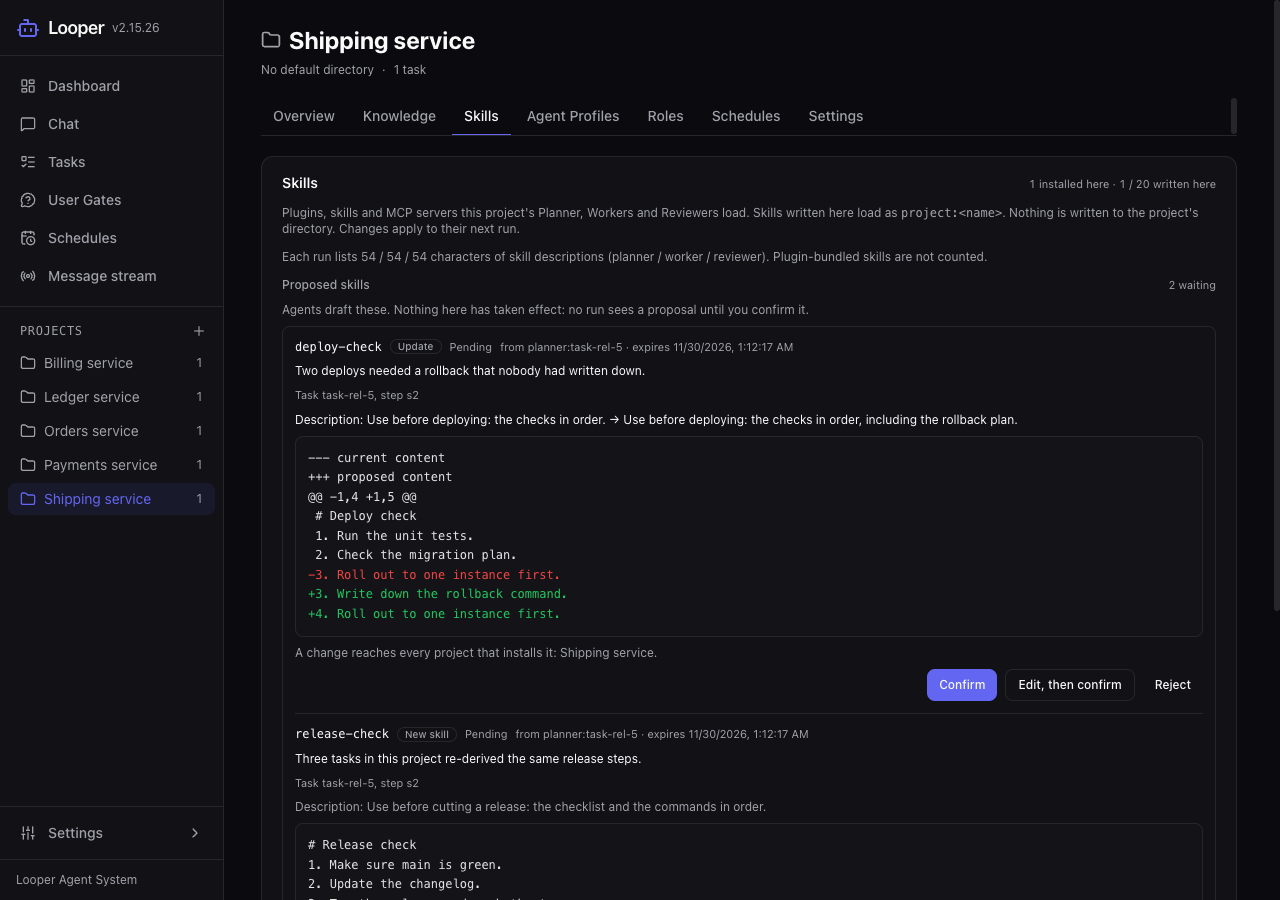 Looper v2.15.26
Dashboard
Chat
Tasks
User Gates
Schedules
Message stream
PROJECTS
Billing service 1
Ledger service 1
Orders service 1
Payments service 1
Shipping service 1
Settings
Looper Agent System
Shipping service
No default directory · 1 task
Overview Knowledge Skills Agent Profiles Roles Schedules Settings
Skills 1 installed here · 1 / 20 written here
Plugins, skills and MCP servers this project's Planner, Workers and Reviewers load. Skills written here load as project:<name>. Nothing is written to the project's
directory. Changes apply to their next run.
Each run lists 54 / 54 / 54 characters of skill descriptions (planner / worker / reviewer). Plugin-bundled skills are not counted.
Proposed skills 2 waiting
Agents draft these. Nothing here has taken effect: no run sees a proposal until you confirm it.
deploy-check Update Pending from planner:task-rel-5 · expires 11/30/2026, 1:12:17 AM
Two deploys needed a rollback that nobody had written down.
Task task-rel-5, step s2
Description: Use before deploying: the checks in order. → Use before deploying: the checks in order, including the rollback plan.
--- current content
+++ proposed content
@@ -1,4 +1,5 @@
# Deploy check
1. Run the unit tests.
2. Check the migration plan.
-3. Roll out to one instance first.
+3. Write down the rollback command.
+4. Roll out to one instance first.
A change reaches every project that installs it: Shipping service.
Confirm Edit, then confirm Reject
release-check New skill Pending from planner:task-rel-5 · expires 11/30/2026, 1:12:17 AM
Three tasks in this project re-derived the same release steps.
Task task-rel-5, step s2
Description: Use before cutting a release: the checklist and the commands in order.
# Release check
1. Make sure main is green.
2. Update the changelog.